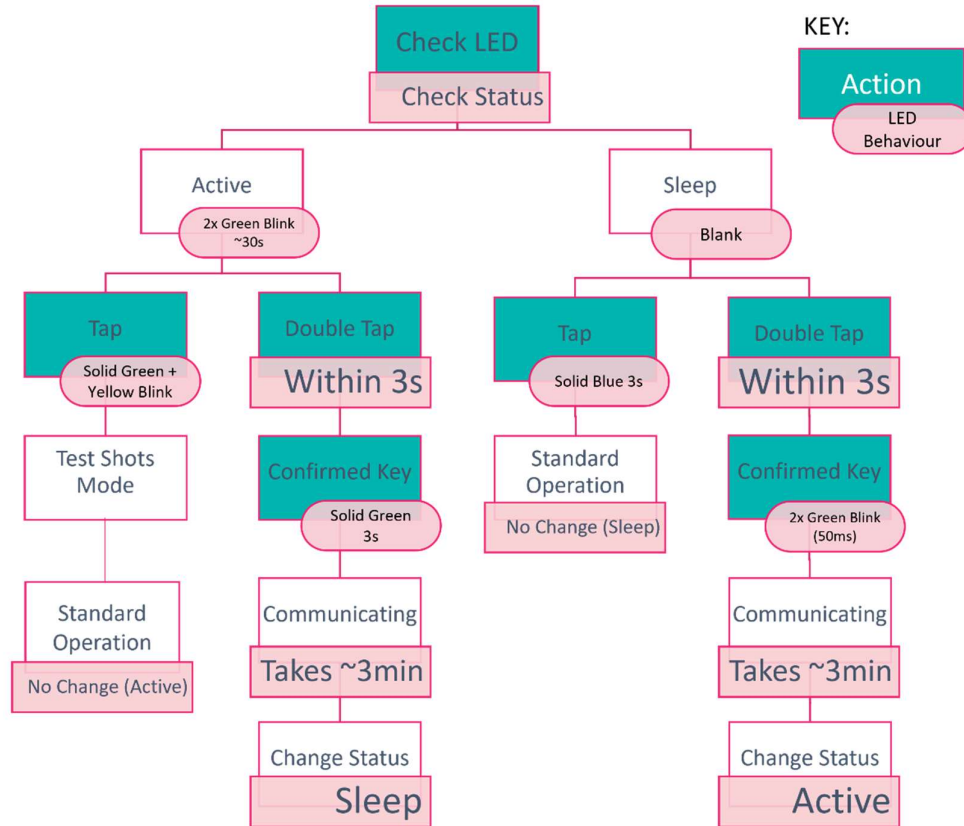 Check LED
Check Status
KEY:
Action
LED
Behaviour
Active
2x Green Blink
~30s
Sleep
Blank
Tap
Solid Green +
Yellow Blink
Double Tap
Within 3s
Tap
Solid Blue 3s
Double Tap
Within 3s
Test Shots
Mode
Confirmed Key
Solid Green
3s
Standard
Operation
No Change (Sleep)
Confirmed Key
2x Green Blink
(50ms)
Standard
Operation
No Change (Active)
Communicating
Takes ~3min
Communicating
Takes ~3min
Change Status
Sleep
Change Status
Active